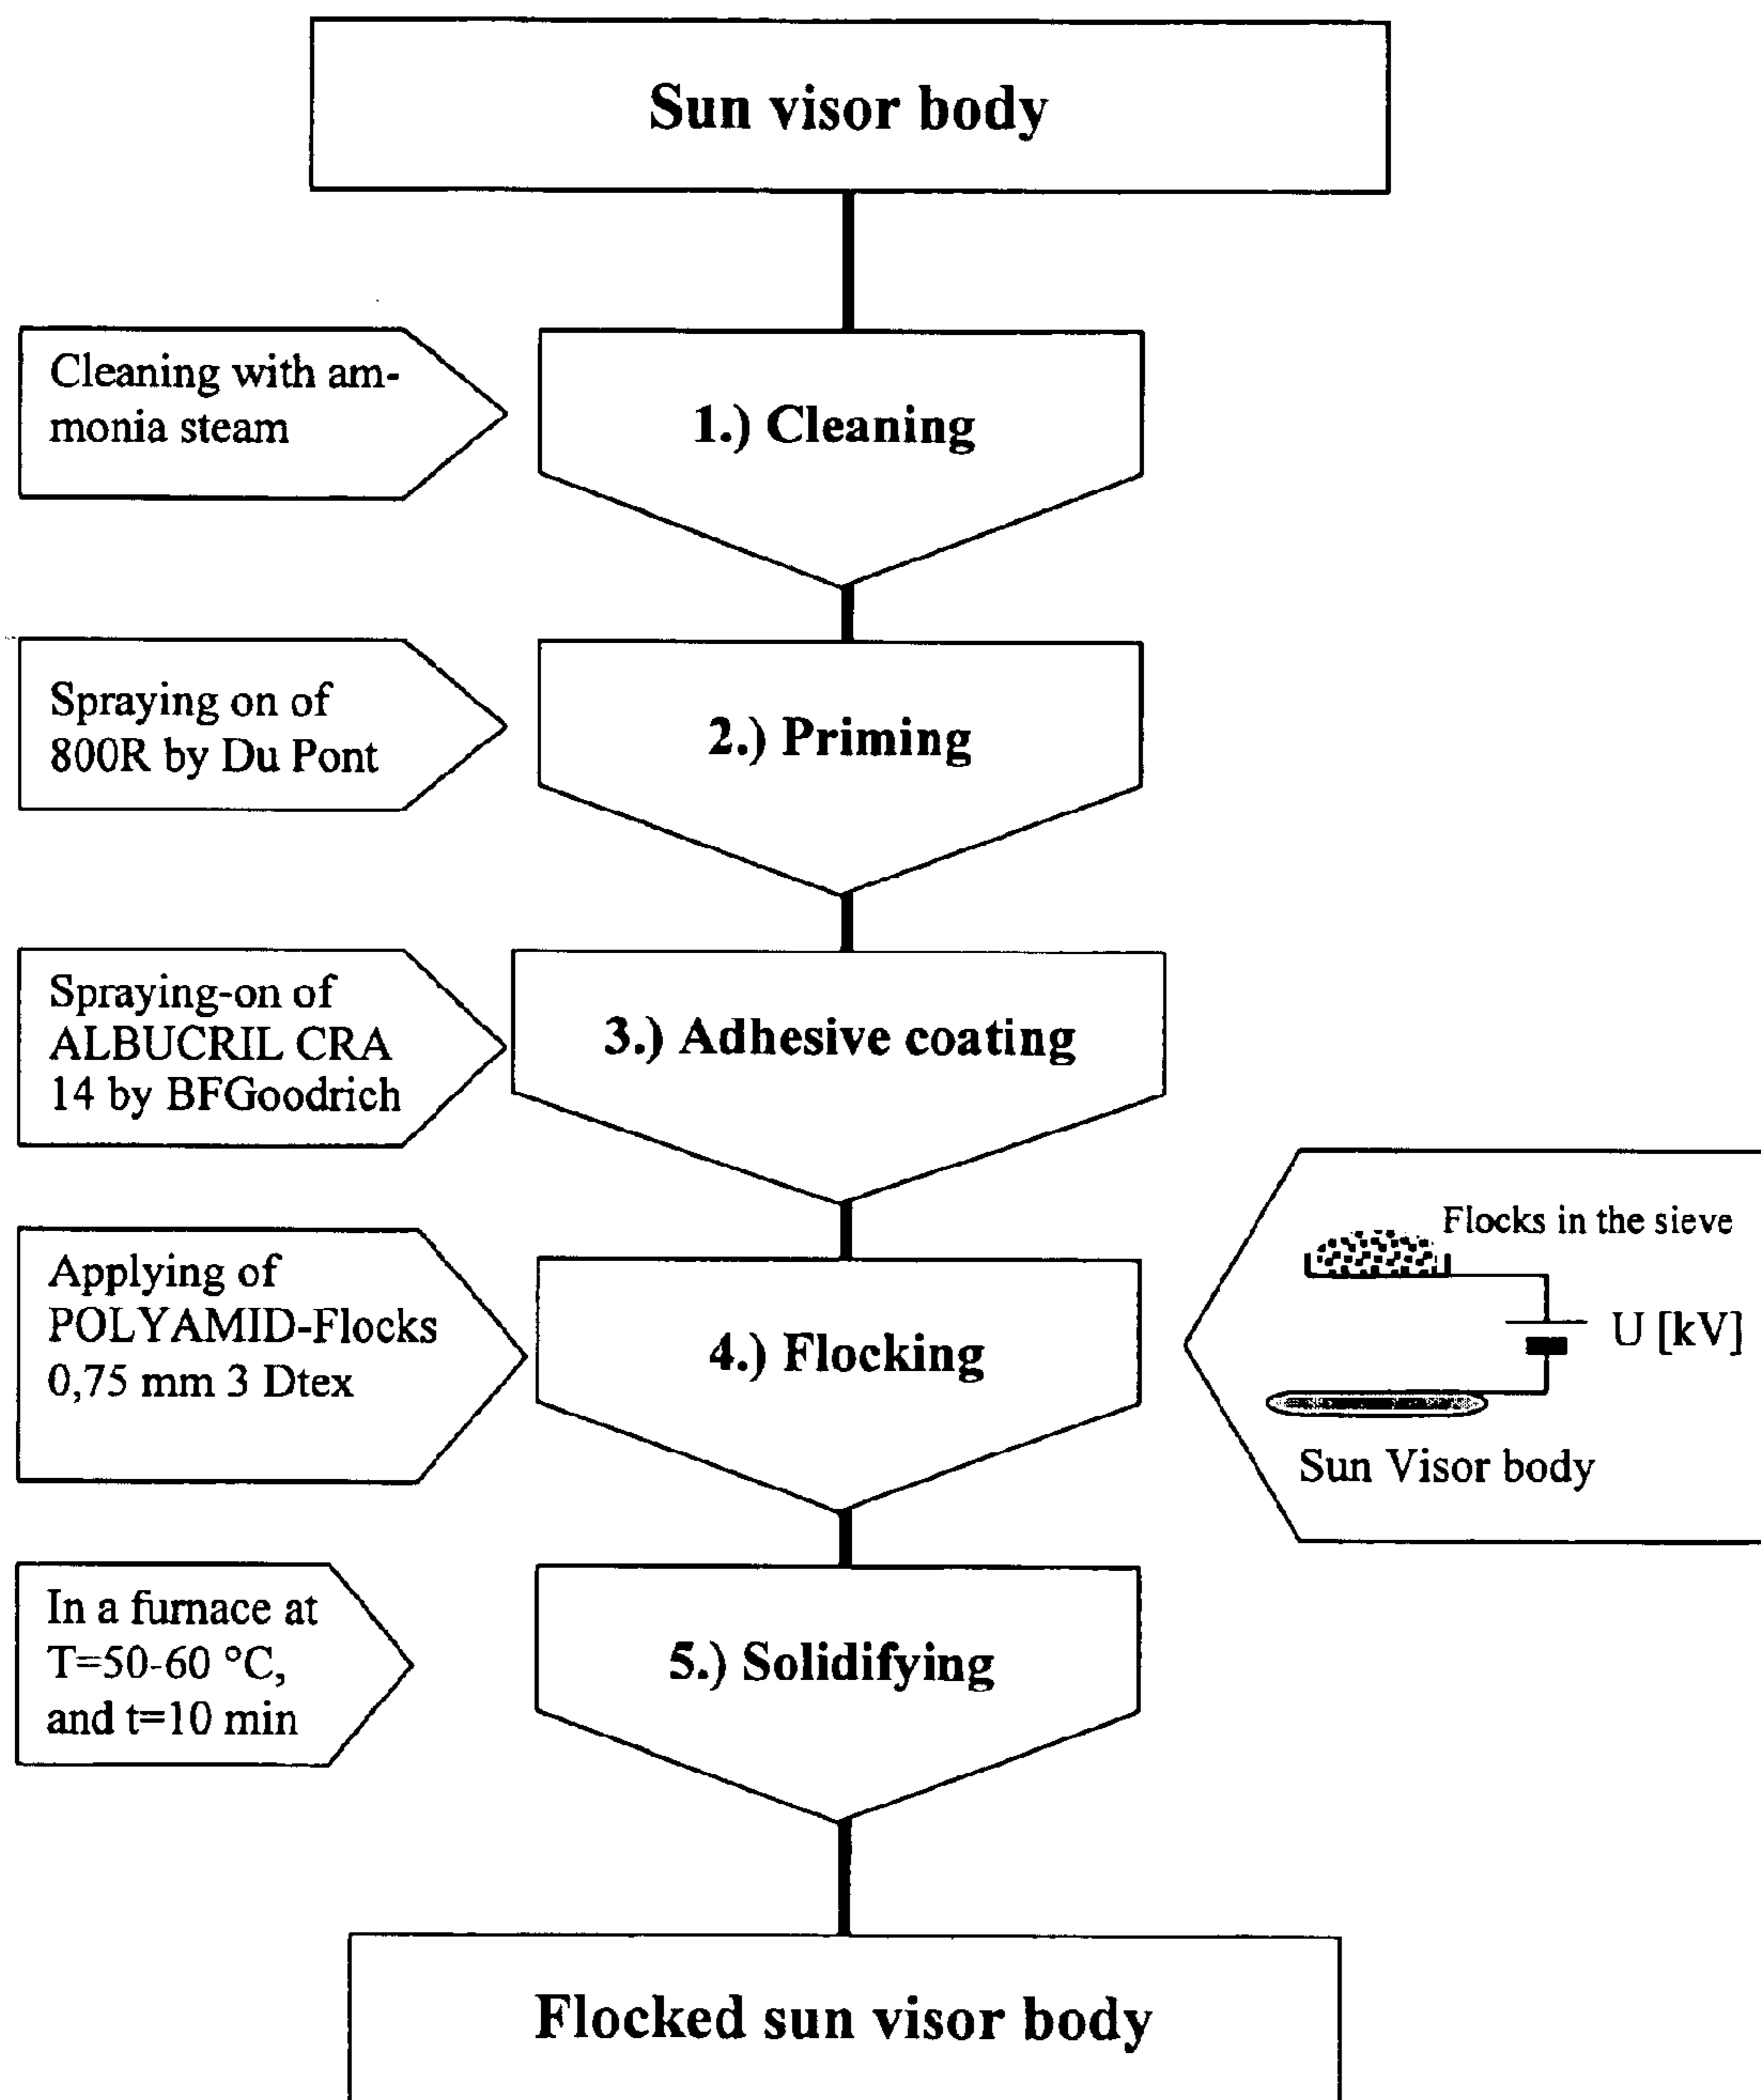 Sun visor body
Cleaning with am-
monia steam
1.) Cleaning
Spraying on of
800R by Du Pont
2.) Priming
Spraying-on of
ALBUCRIL CRA
14 by BFGoodrich
3.) Adhesive coating
Applying of
POLYAMID-Flocks
0,75 mm 3 Dtex
4.) Flocking
Flocks in the sieve
U [kV]
Sun Visor body
In a furnace at
T=50-60 °C,
and t=10 min
5.) Solidifying
Flocked sun visor body